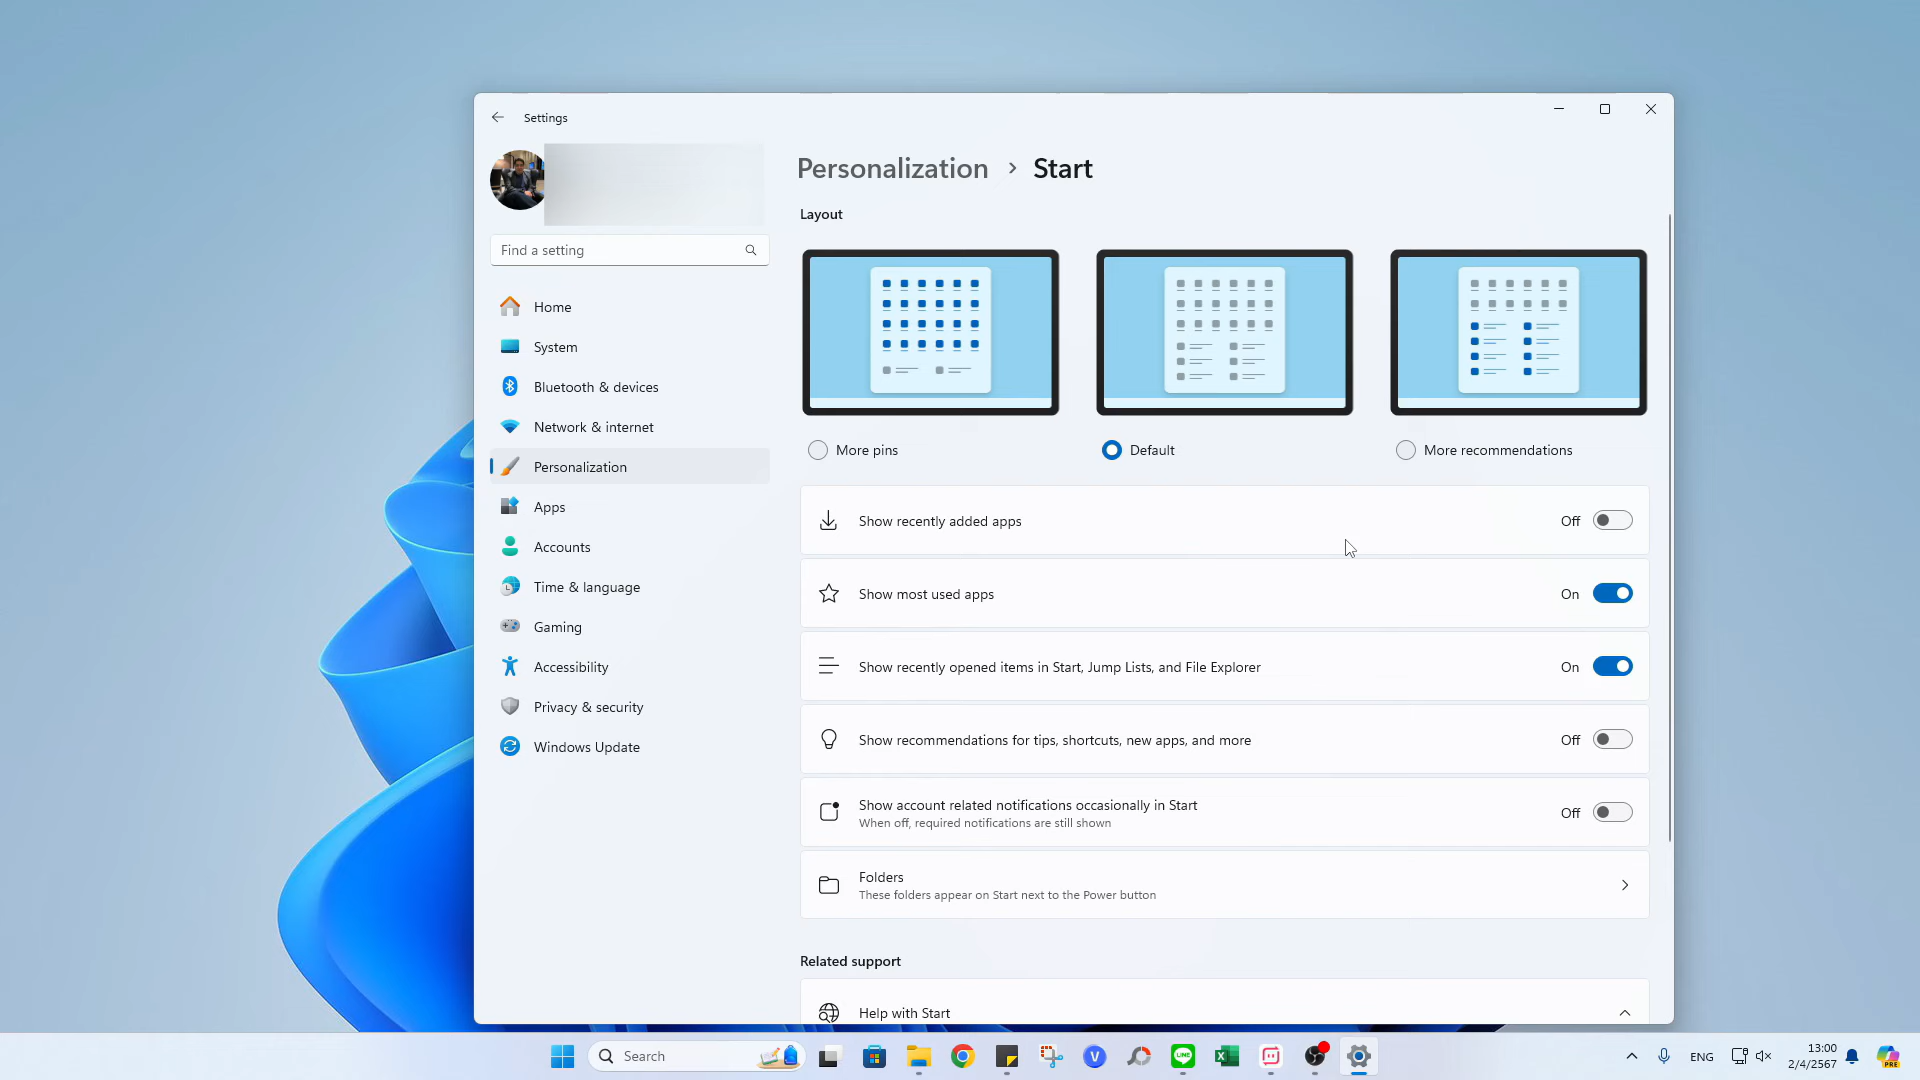 Settings
Find a setting
Home
System
Bluetooth & devices
Network & internet
Personalization
Apps
Accounts
Time & language
Gaming
Accessibility
Privacy & security
Windows Update
Personalization > Start
Layout
More pins
Default
More recommendations
Show recently added apps
Off
Show most used apps
On
Show recently opened items in Start, Jump Lists, and File Explorer
On
Show recommendations for tips, shortcuts, new apps, and more
Off
Show account related notifications occasionally in Start
When off, required notifications are still shown
Off
Folders
These folders appear on Start next to the Power button
Related support
Help with Start
Search
V
LINE
ENG
13:00
2/4/2567
PRE